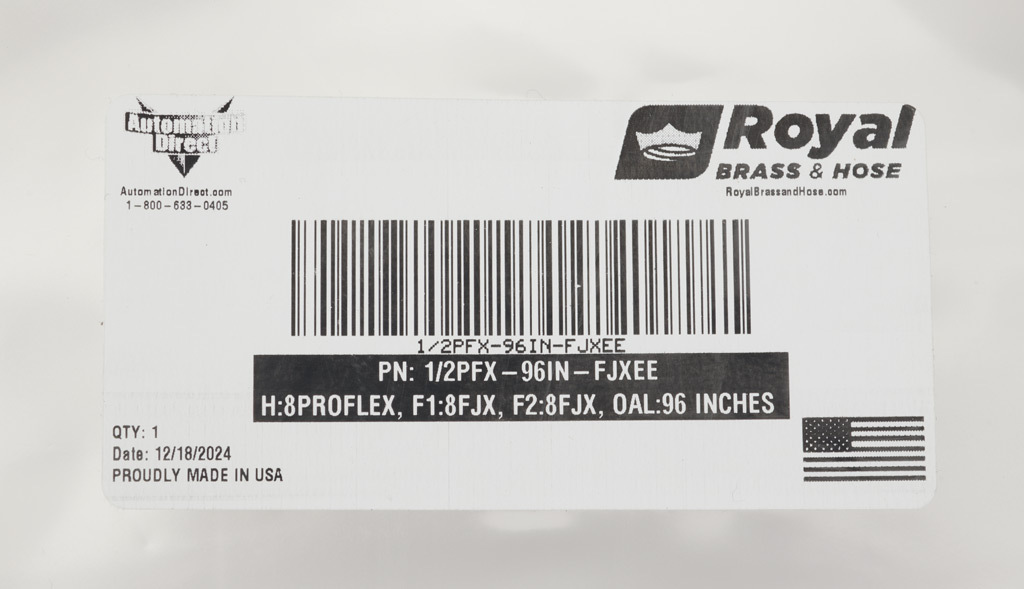 Automation
Direct
AutomationDirect.com
1-800-633-0405
Royal
BRASS & HOSE
RoyalBrassandHose.com
1/2PFX-96IN-FJXEE
PN: 1/2PFX-96IN-FJXEE
H:8PROFLEX, F1:8FJX, F2:8FJX, OAL:96 INCHES
QTY: 1
Date: 12/18/2024
PROUDLY MADE IN USA